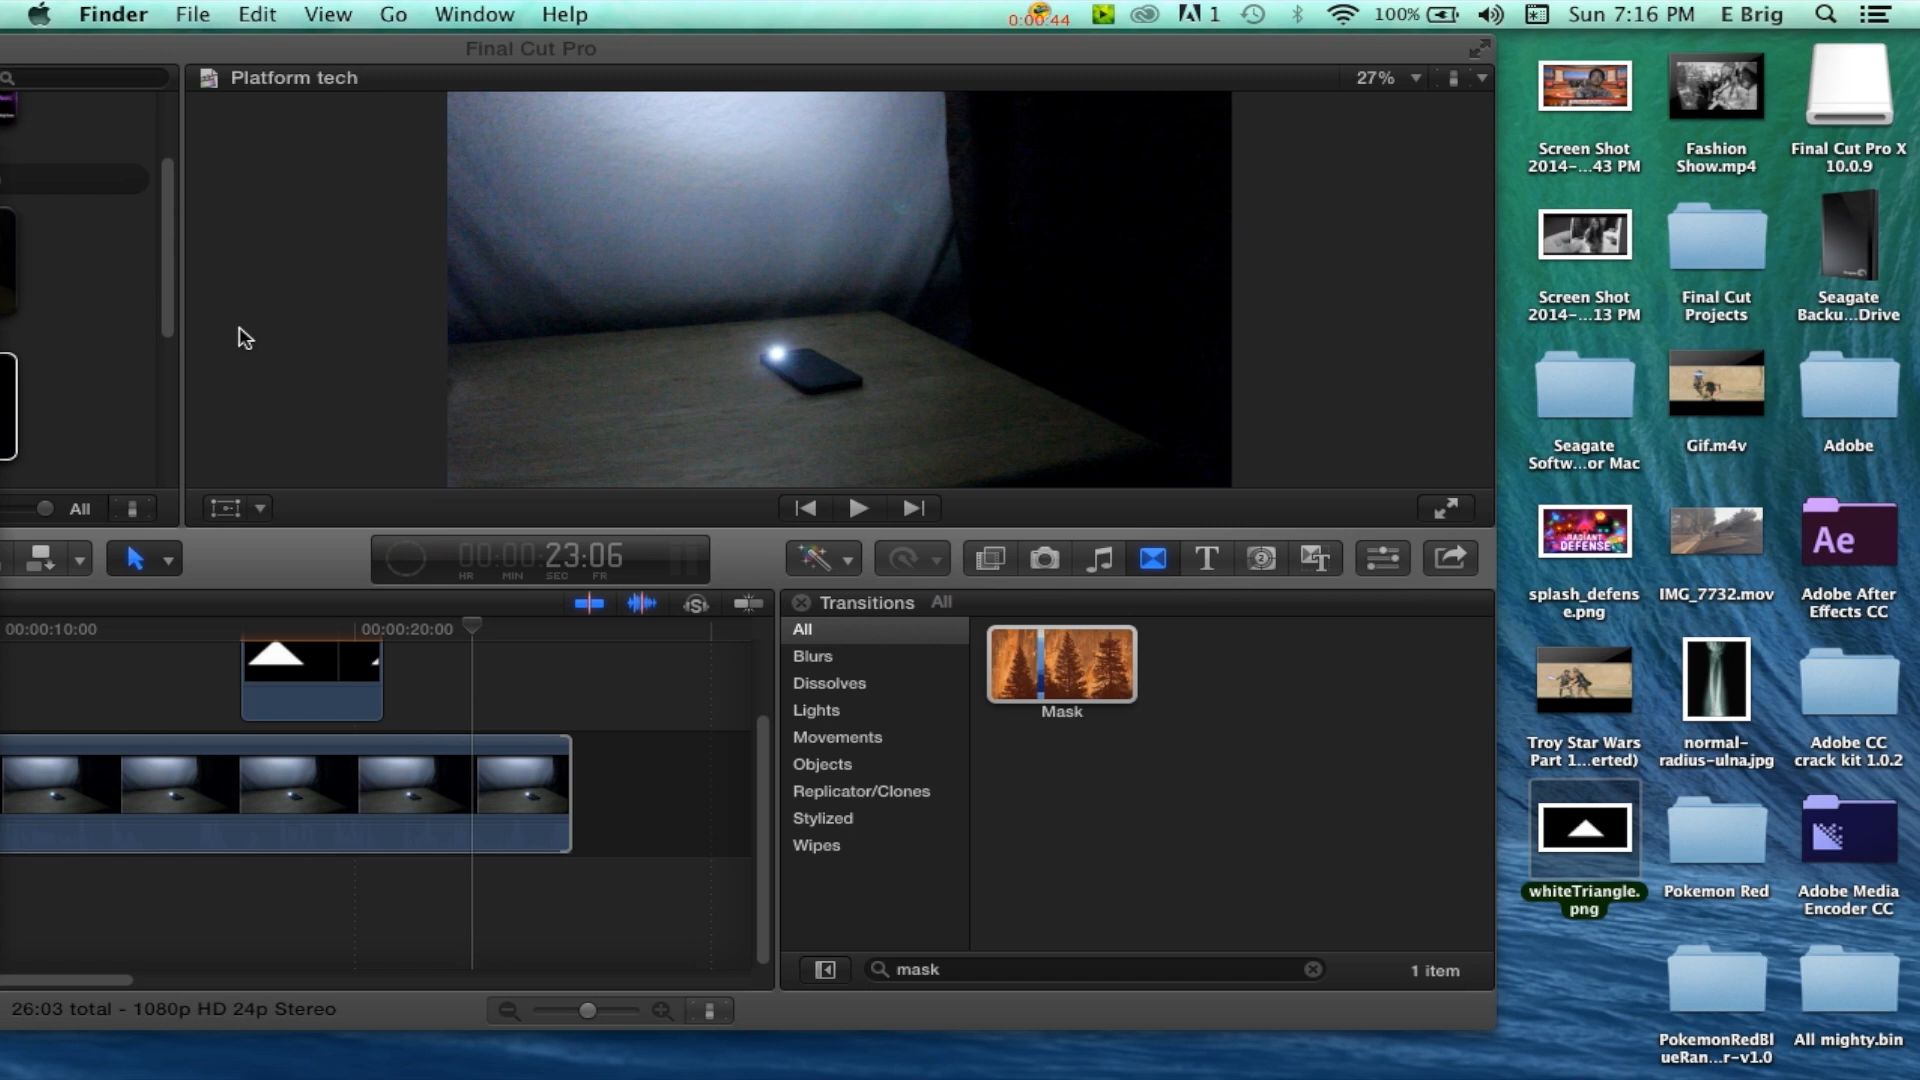 Finder File Edit View Go Window Help
0:00:44 1 100% Sun 7:16 PM E Brig
Final Cut Pro
Platform tech 27%
All
00:00:00:23:06
HR MIN SEC FR
T
Transitions All
00:00:10:00 00:00:20:00
All
Blurs
Dissolves
Lights
Movements
Objects
Replicator/Clones
Stylized
Wipes
Mask
mask
1 item
26:03 total - 1080p HD 24p Stereo
Screen Shot
2014-...43 PM
Fashion
Show.mp4
Final Cut Pro X
10.0.9
Screen Shot
2014-...13 PM
Final Cut
Projects
Seagate
Backu...Drive
Seagate
Softw...or Mac
Gif.m4v
Adobe
RADIANT
DEFENSE
splash_defens
e.png
IMG_7732.mov
Ae
Adobe After
Effects CC
Troy Star Wars
Part 1...erted)
normal-
radius-ulna.jpg
Adobe CC
crack kit 1.0.2
whiteTriangle.
png
Pokemon Red
Adobe Media
Encoder CC
PokemonRedBl
ueRan...r-v1.0
All mighty.bin